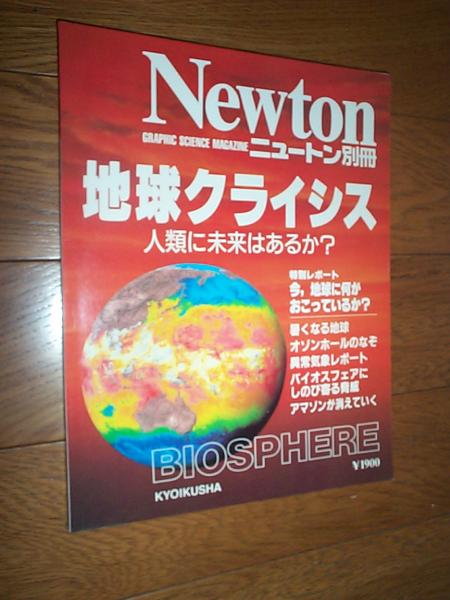 Newton
GRAPHIC SCIENCE MAGAZINE
ニュートン別冊
地球クライシス
人類に未来はあるか?
特別レポート
今,地球に何が
おこっているか?
暑くなる地球
オゾンホールのなぞ
異常気象レポート
バイオスフェアに
しのび寄る脅威
アマゾンが消えていく
BIOSPHERE
¥1900
KYOIKUSHA